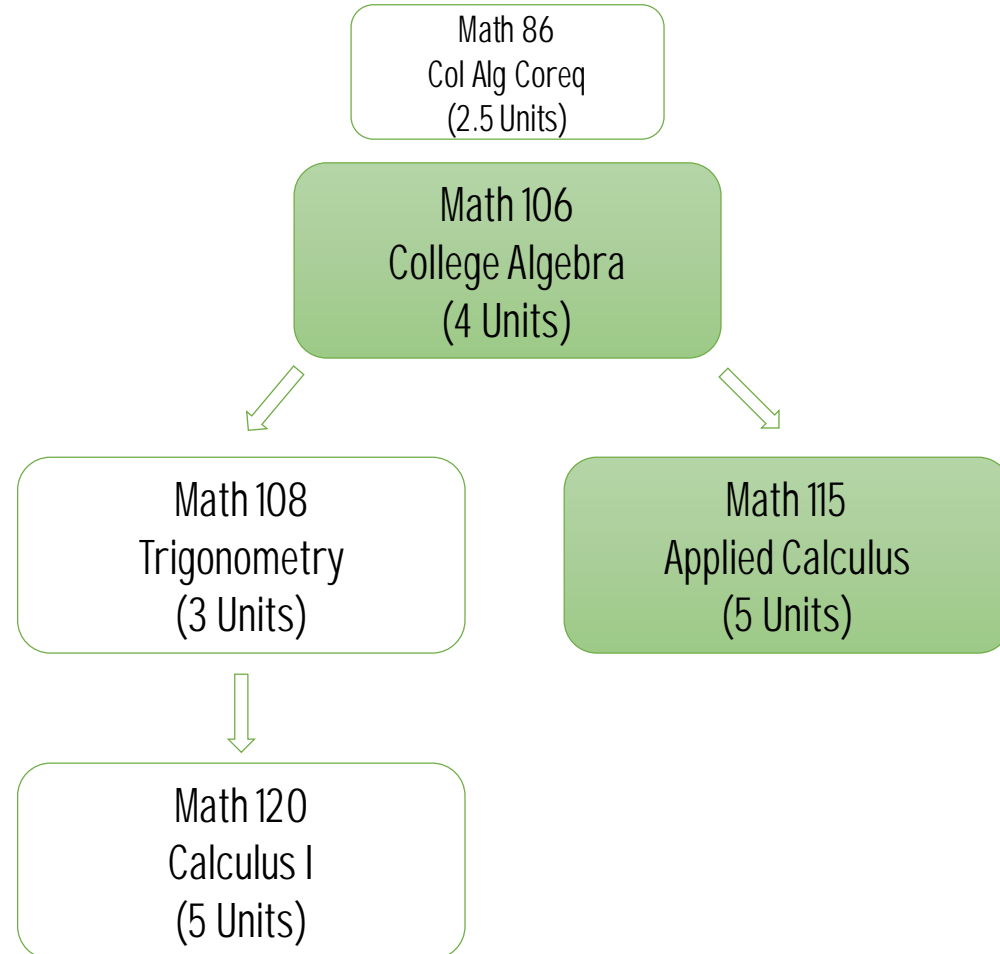 Math 86
Col Alg Coreq
(2.5 Units)
Math 106
College Algebra
(4 Units)
Math 108
Trigonometry
(3 Units)
Math 115
Applied Calculus
(5 Units)
Math 120
Calculus I
(5 Units)